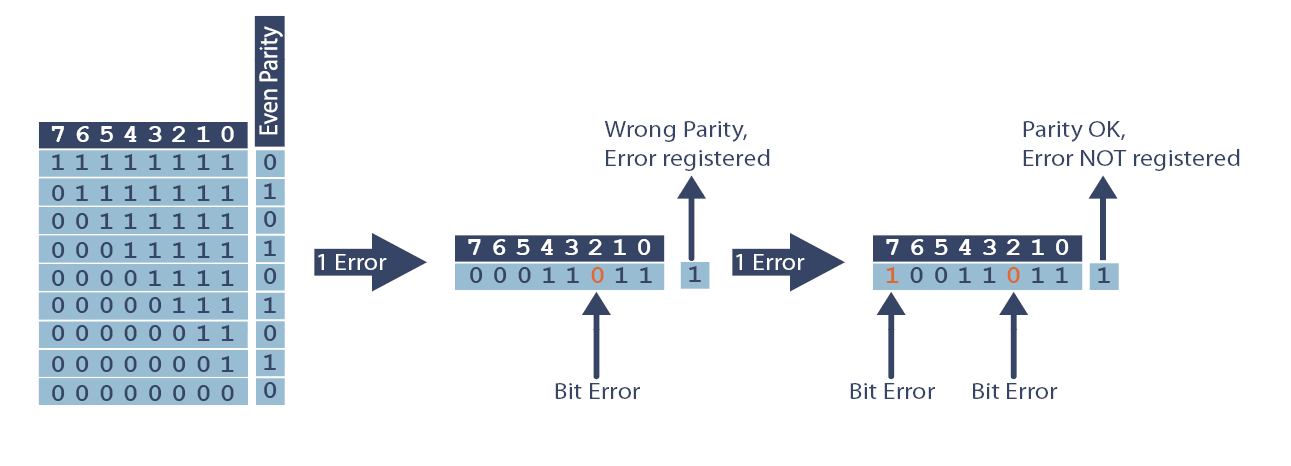 Even Parity
7 6 5 4 3 2 1 0
1 1 1 1 1 1 1 1 0
0 1 1 1 1 1 1 1 1
0 0 1 1 1 1 1 1 0
0 0 0 1 1 1 1 1 1
0 0 0 0 1 1 1 1 0
0 0 0 0 0 1 1 1 1
0 0 0 0 0 0 1 1 0
0 0 0 0 0 0 0 1 1
0 0 0 0 0 0 0 0 0
1 Error
Wrong Parity,
Error registered
7 6 5 4 3 2 1 0
0 0 0 1 1 0 1 1 1
Bit Error
1 Error
Parity OK,
Error NOT registered
7 6 5 4 3 2 1 0
1 0 0 1 1 0 1 1 1
Bit Error
Bit Error